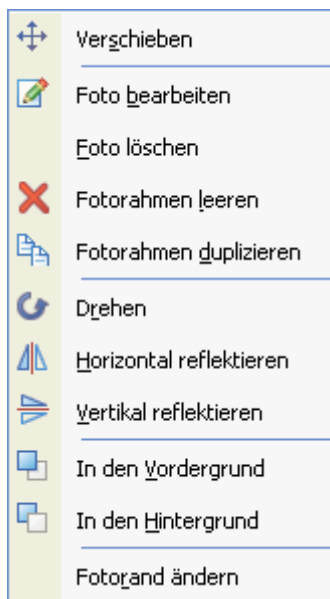 Verschieben
Foto bearbeiten
Foto löschen
Fotorahmen leeren
Fotorahmen duplizieren
Drehen
Horizontal reflektieren
Vertikal reflektieren
In den Vordergrund
In den Hintergrund
Fotorand ändern